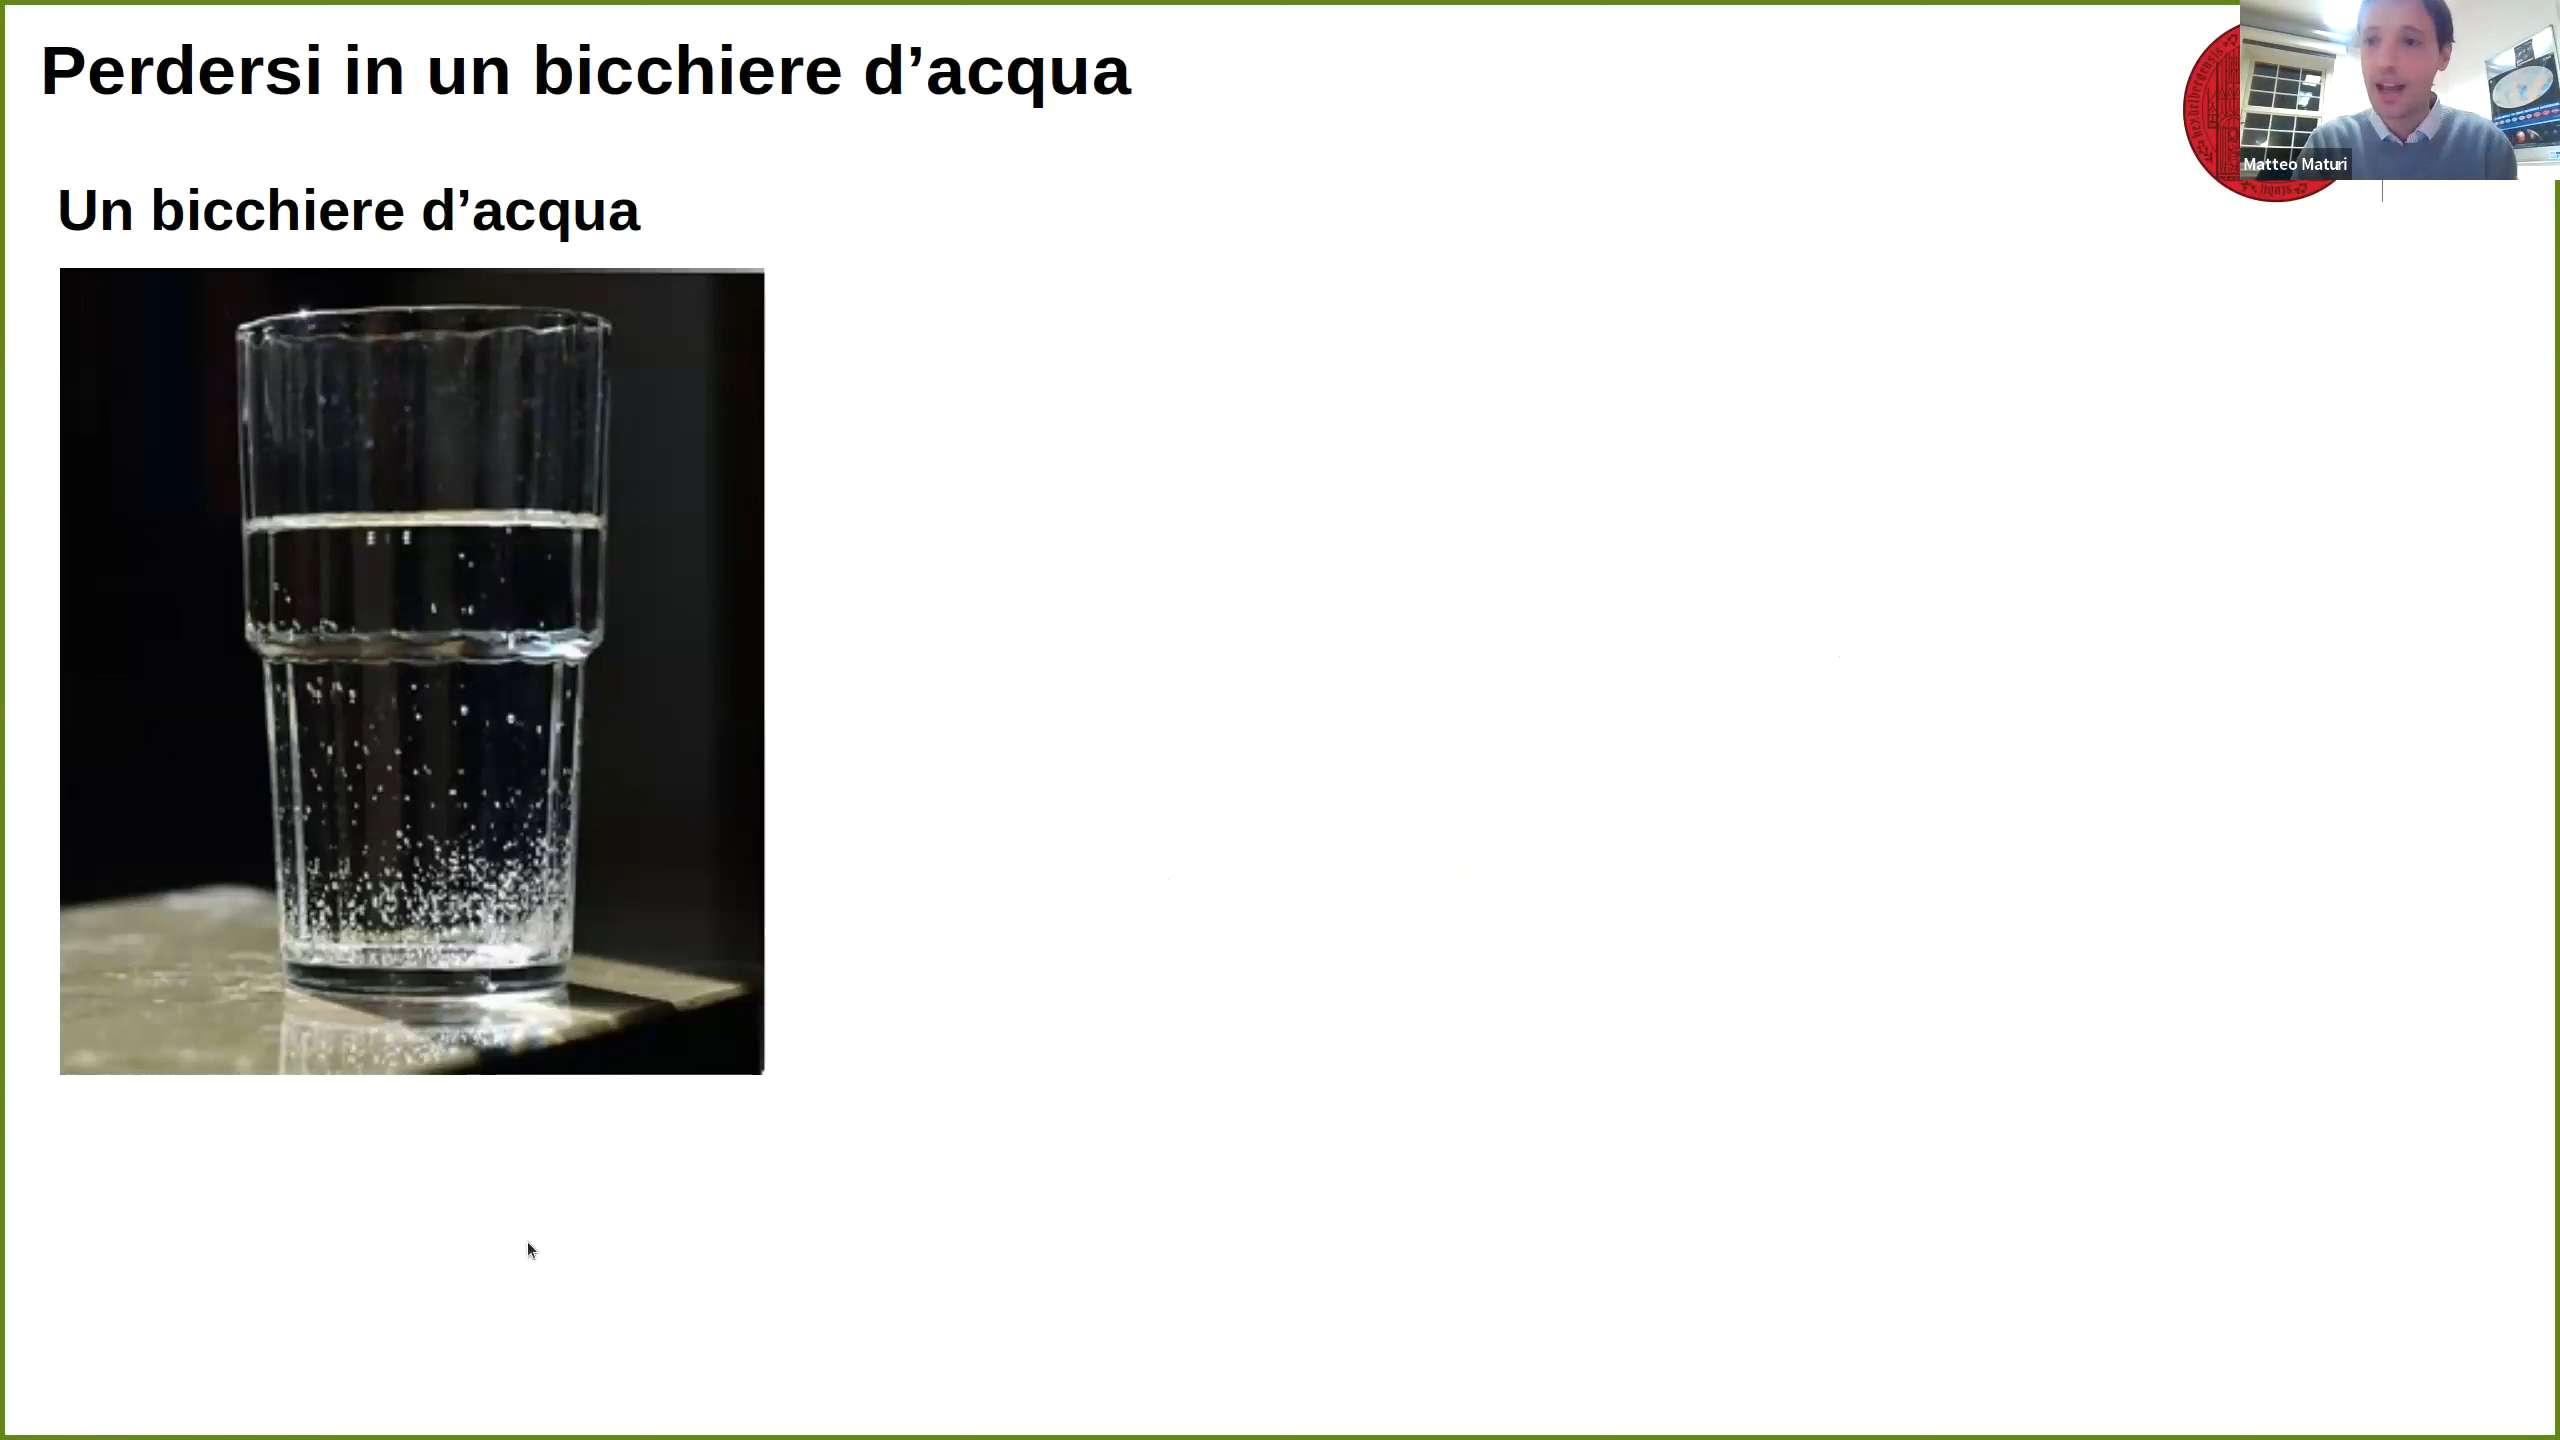 Perdersi in un bicchiere d’acqua
Matteo Maturi
Un bicchiere d’acqua